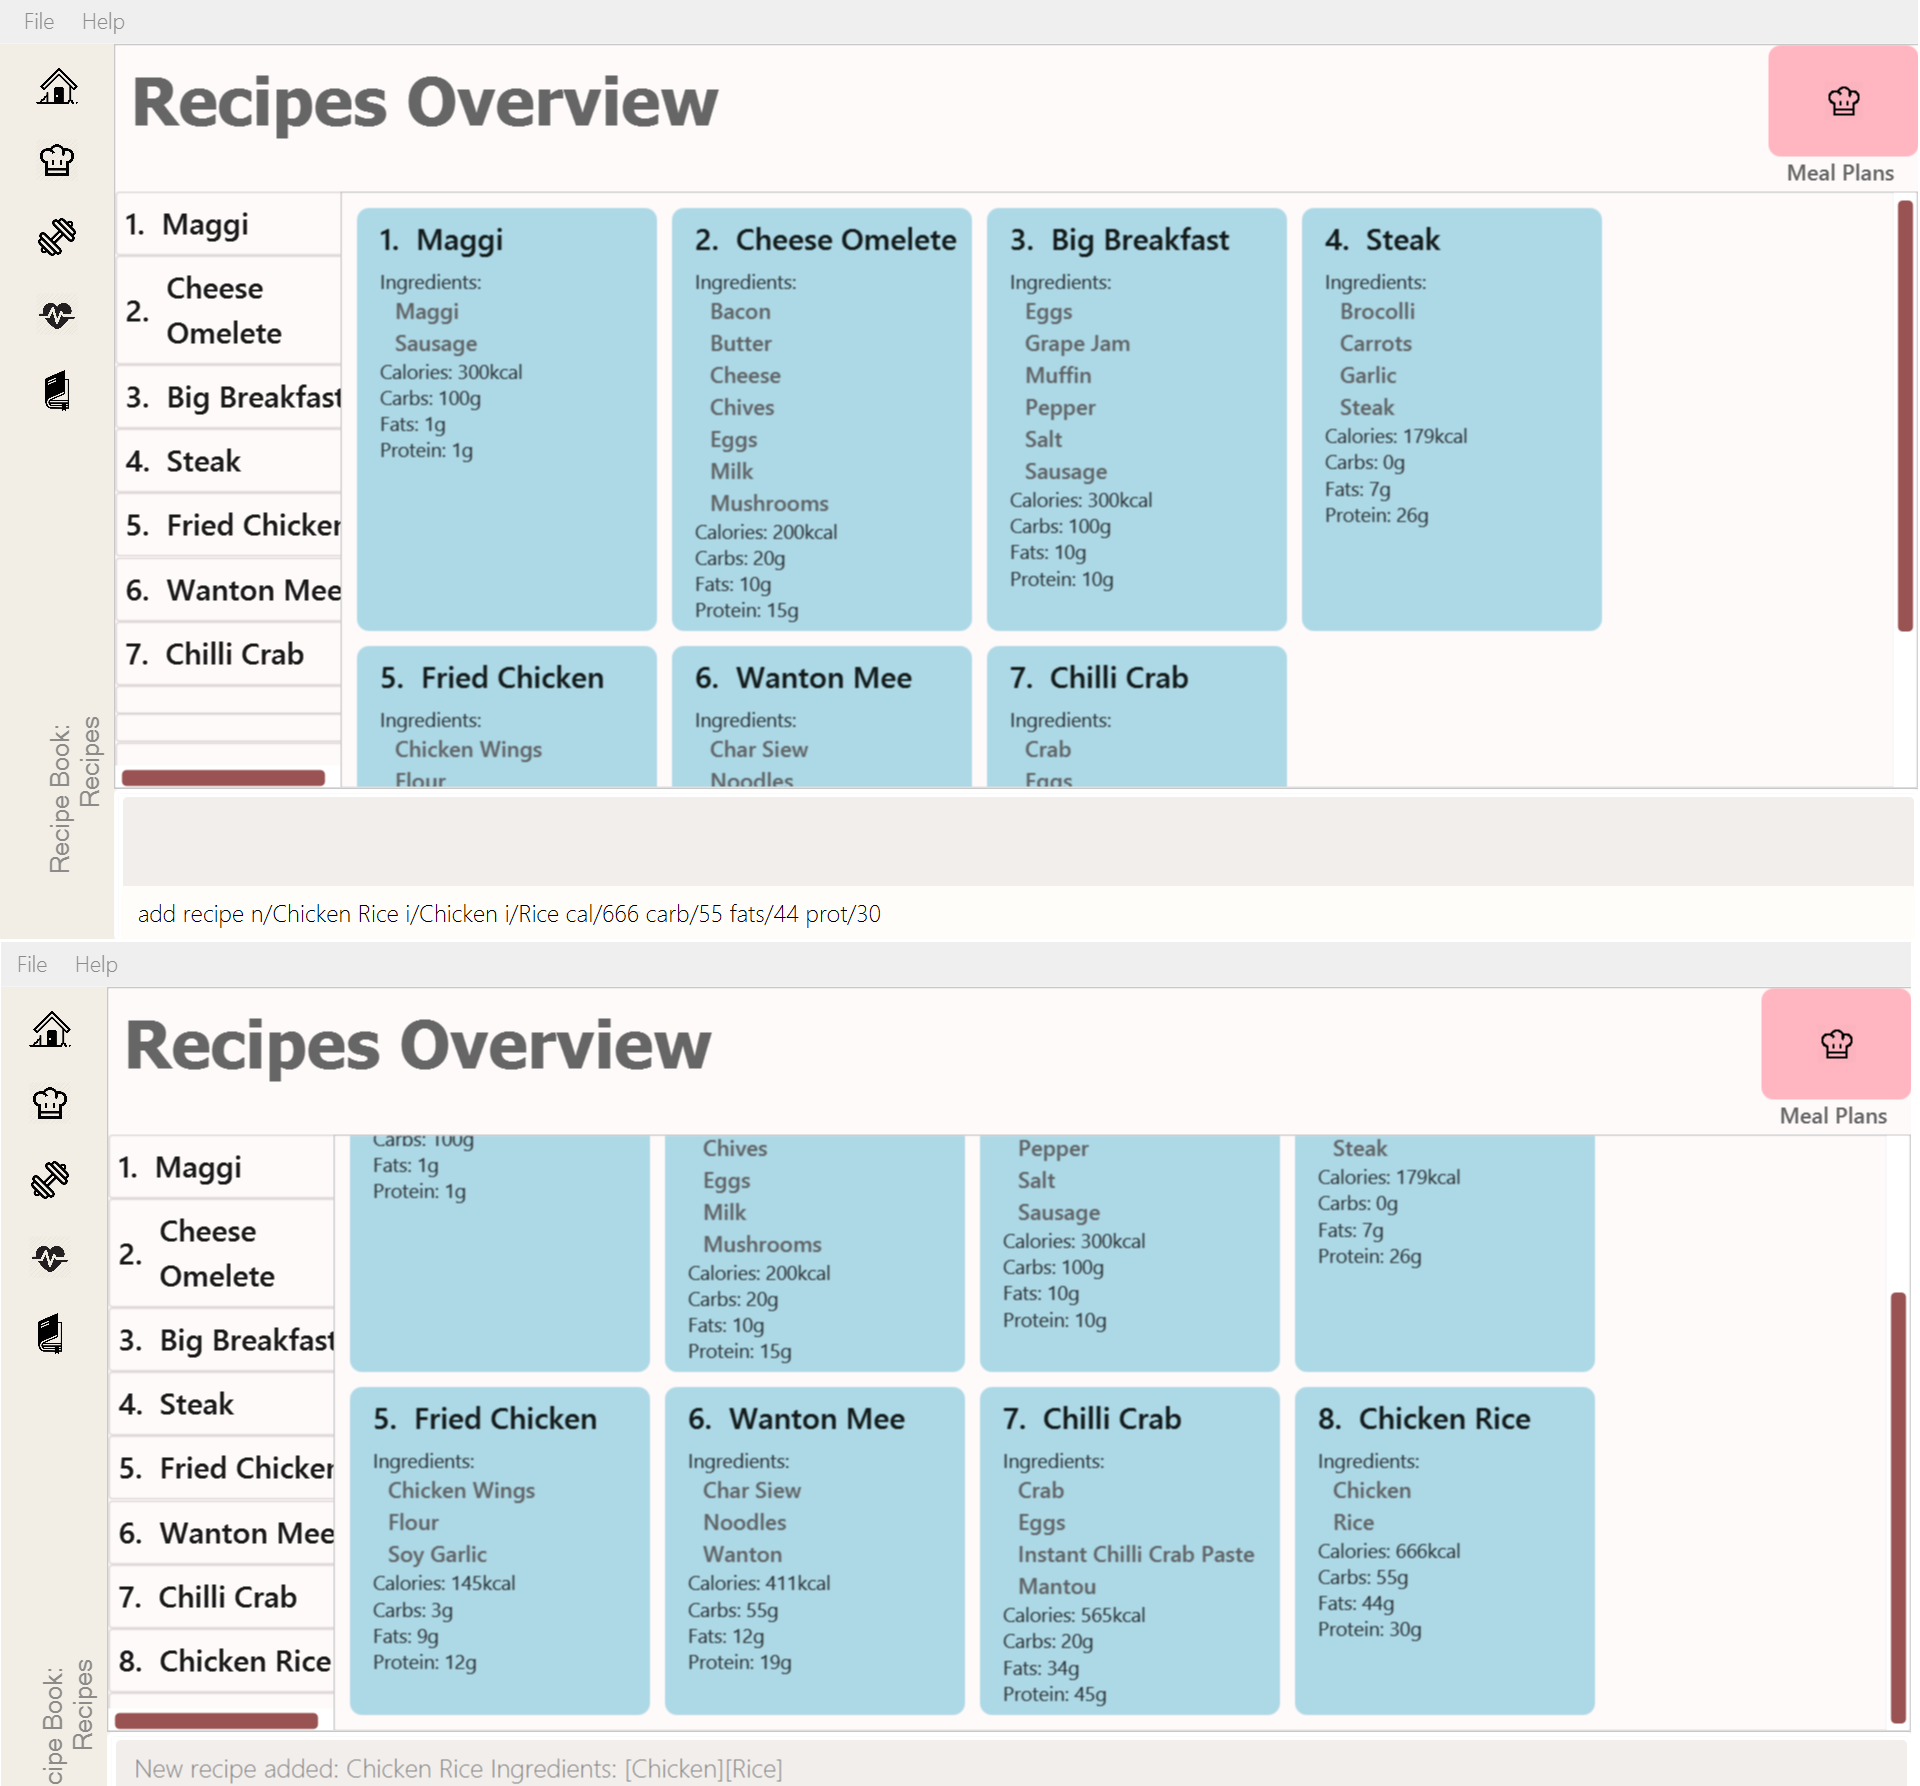 File Help
Recipes Overview
Meal Plans
1. Maggi
2. Cheese
Omelete
3. Big Breakfast
4. Steak
5. Fried Chicken
6. Wanton Mee
7. Chilli Crab
1. Maggi
Ingredients:
Maggi
Sausage
Calories: 300kcal
Carbs: 100g
Fats: 1g
Protein: 1g
2. Cheese Omelete
Ingredients:
Bacon
Butter
Cheese
Chives
Eggs
Milk
Mushrooms
Calories: 200kcal
Carbs: 20g
Fats: 10g
Protein: 15g
3. Big Breakfast
Ingredients:
Eggs
Grape Jam
Muffin
Pepper
Salt
Sausage
Calories: 300kcal
Carbs: 100g
Fats: 10g
Protein: 10g
4. Steak
Ingredients:
Brocolli
Carrots
Garlic
Steak
Calories: 179kcal
Carbs: 0g
Fats: 7g
Protein: 26g
5. Fried Chicken
Ingredients:
Chicken Wings
Flour
6. Wanton Mee
Ingredients:
Char Siew
Noodles
7. Chilli Crab
Ingredients:
Crab
Eggs
Recipe Book:
Recipes
add recipe n/Chicken Rice i/Chicken i/Rice cal/666 carb/55 fats/44 prot/30
File Help
Recipes Overview
Meal Plans
1. Maggi
2. Cheese
Omelete
3. Big Breakfast
4. Steak
5. Fried Chicken
6. Wanton Mee
7. Chilli Crab
8. Chicken Rice
Carbs: 100g
Fats: 1g
Protein: 1g
Chives
Eggs
Milk
Mushrooms
Calories: 200kcal
Carbs: 20g
Fats: 10g
Protein: 15g
Pepper
Salt
Sausage
Calories: 300kcal
Carbs: 100g
Fats: 10g
Protein: 10g
Steak
Calories: 179kcal
Carbs: 0g
Fats: 7g
Protein: 26g
5. Fried Chicken
Ingredients:
Chicken Wings
Flour
Soy Garlic
Calories: 145kcal
Carbs: 3g
Fats: 9g
Protein: 12g
6. Wanton Mee
Ingredients:
Char Siew
Noodles
Wanton
Calories: 411kcal
Carbs: 55g
Fats: 12g
Protein: 19g
7. Chilli Crab
Ingredients:
Crab
Eggs
Instant Chilli Crab Paste
Mantou
Calories: 565kcal
Carbs: 20g
Fats: 34g
Protein: 45g
8. Chicken Rice
Ingredients:
Chicken
Rice
Calories: 666kcal
Carbs: 55g
Fats: 44g
Protein: 30g
cipe Book:
Recipes
New recipe added: Chicken Rice Ingredients: [Chicken][Rice]